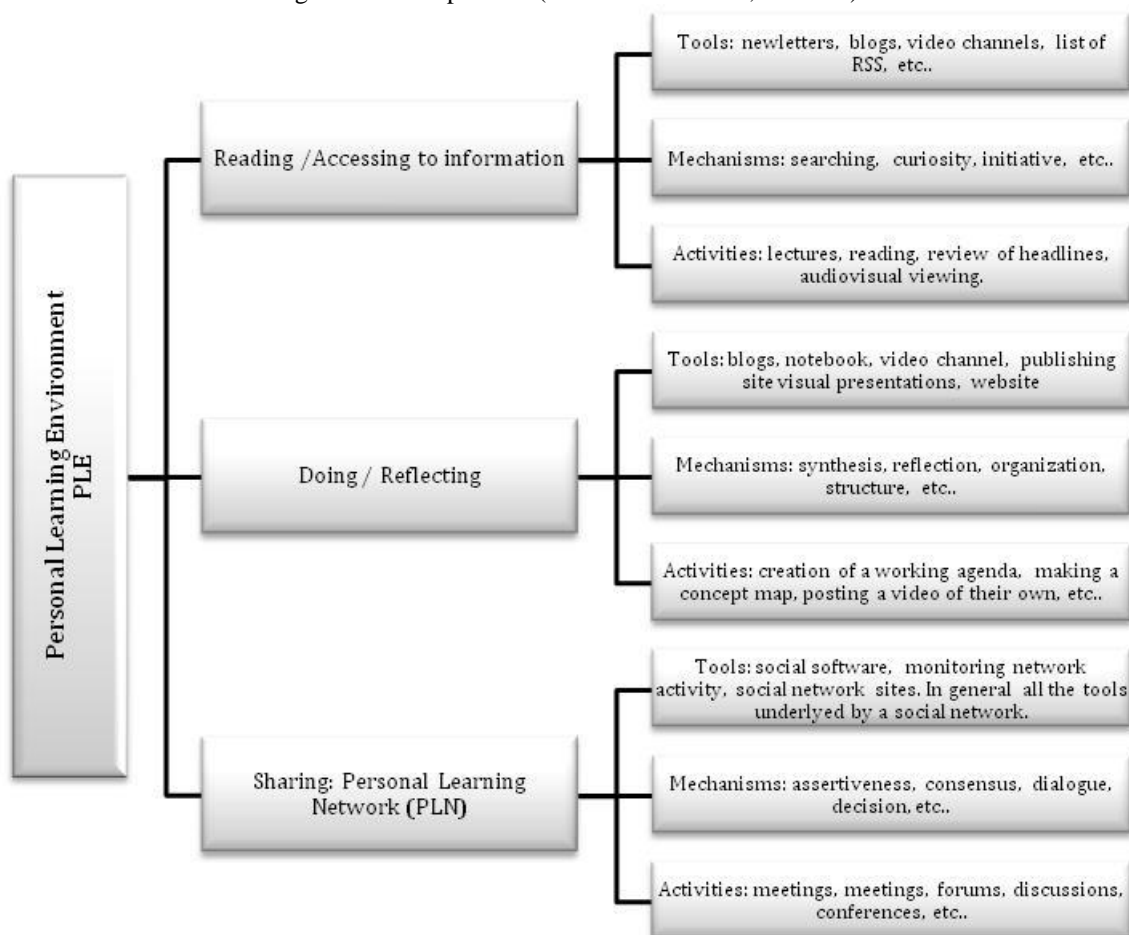 Personal Learning Environment
PLE
Reading /Accessing to information
Tools: newletters, blogs, video channels, list of
RSS, etc..
Mechanisms: searching, curiosity, initiative, etc..
Activities: lectures, reading, review of headlines,
audiovisual viewing.
Doing / Reflecting
Tools: blogs, notebook, video channel, publishing
site visual presentations, website
Mechanisms: synthesis, reflection, organization,
structure, etc..
Activities: creation of a working agenda, making a
concept map, posting a video of their own, etc..
Sharing: Personal Learning
Network (PLN)
Tools: social software, monitoring network
activity, social network sites. In general all the tools
underlyed by a social network.
Mechanisms: assertiveness, consensus, dialogue,
decision, etc..
Activities: meetings, meetings, forums, discussions,
conferences, etc..